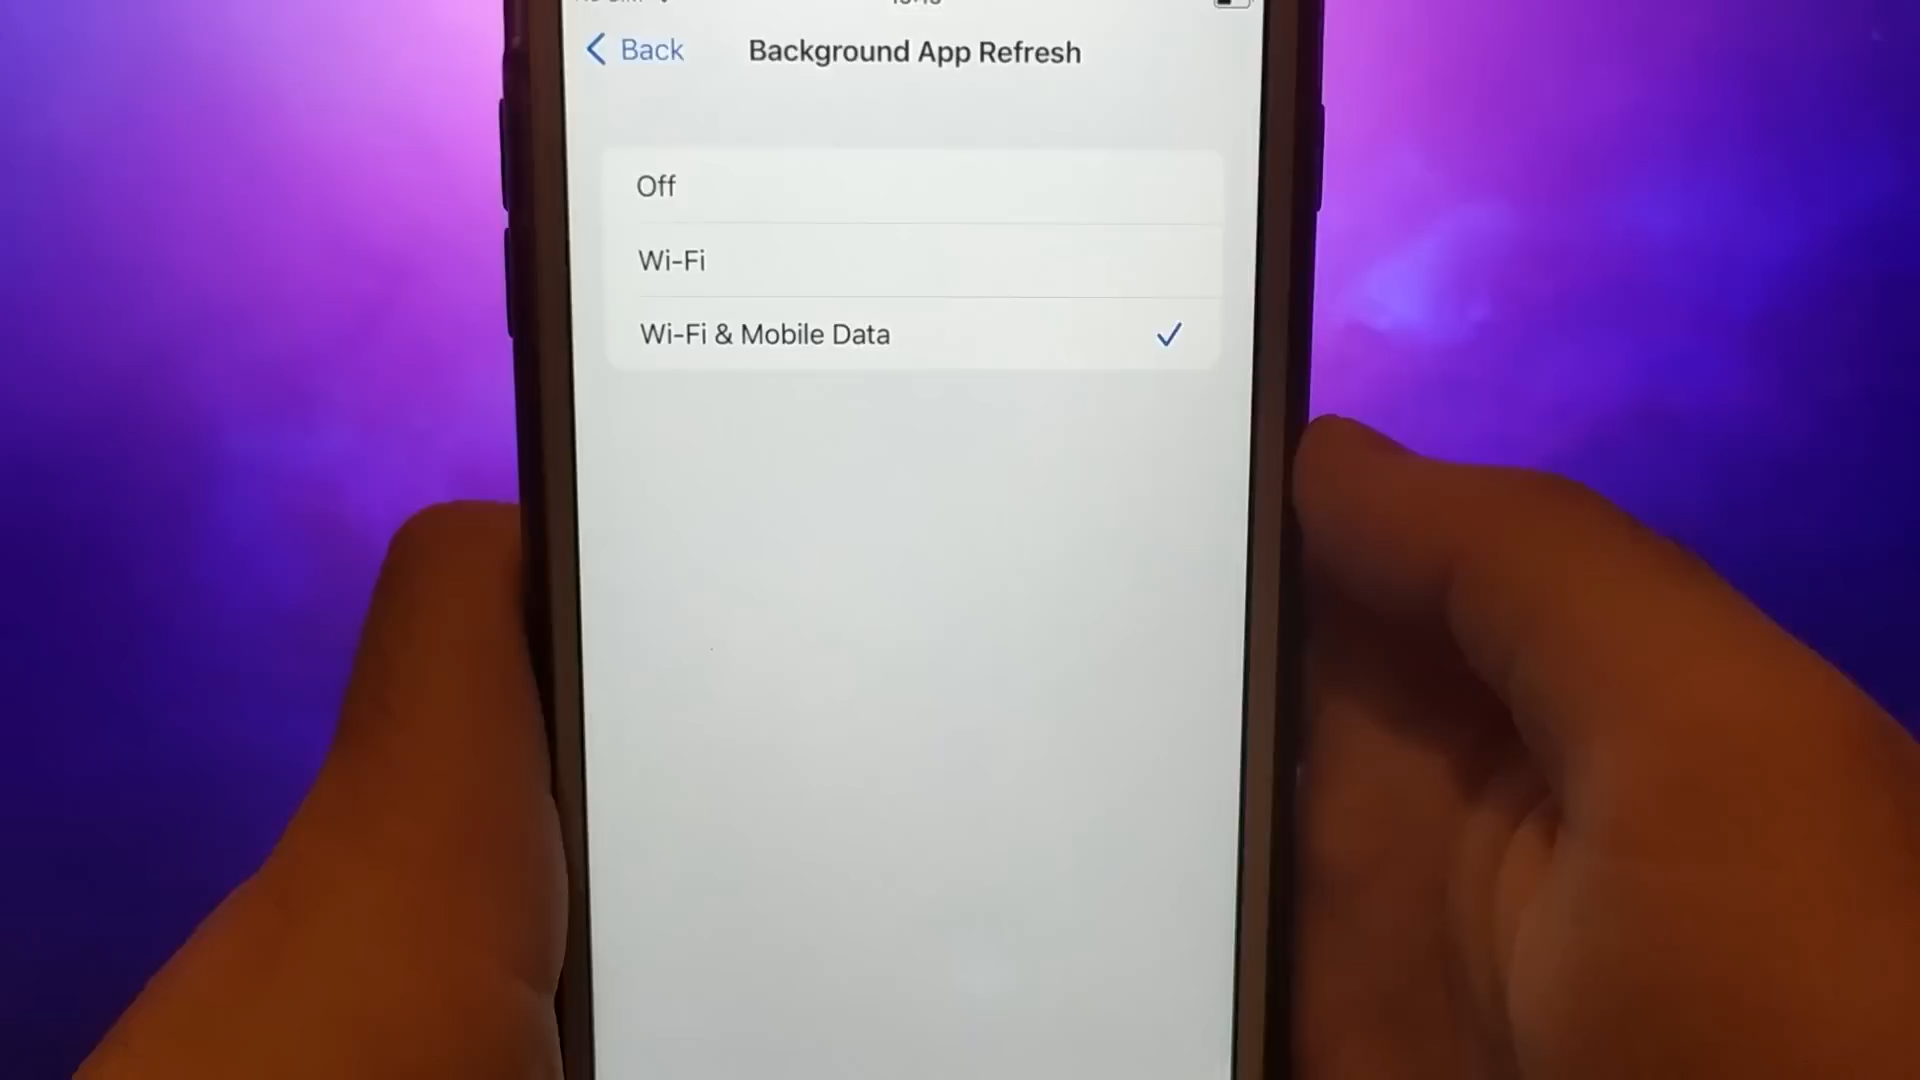 Back
Background App Refresh
Off
Wi-Fi
Wi-Fi & Mobile Data